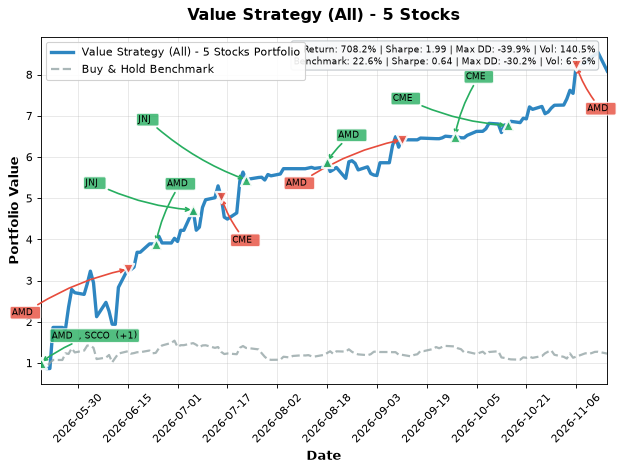 Value Strategy (All) - 5 Stocks
Value Strategy (All) - 5 Stocks Portfolio
Buy & Hold Benchmark
Return: 708.2% | Sharpe: 1.99 | Max DD: -39.9% | Vol: 140.5%
Benchmark: 22.6% | Sharpe: 0.64 | Max DD: -30.2% | Vol:
CME
CME
AMD
JNJ
AMD
JNJ
AMD
AMD
CME
AMD
AMD , SCCO (+1)
8
7
6
5
4
3
2
1
Portfolio Value
2026-05-30
2026-06-15
2026-07-01
2026-07-17
2026-08-02
2026-08-18
2026-09-03
2026-09-19
2026-10-05
2026-10-21
2026-11-06
Date